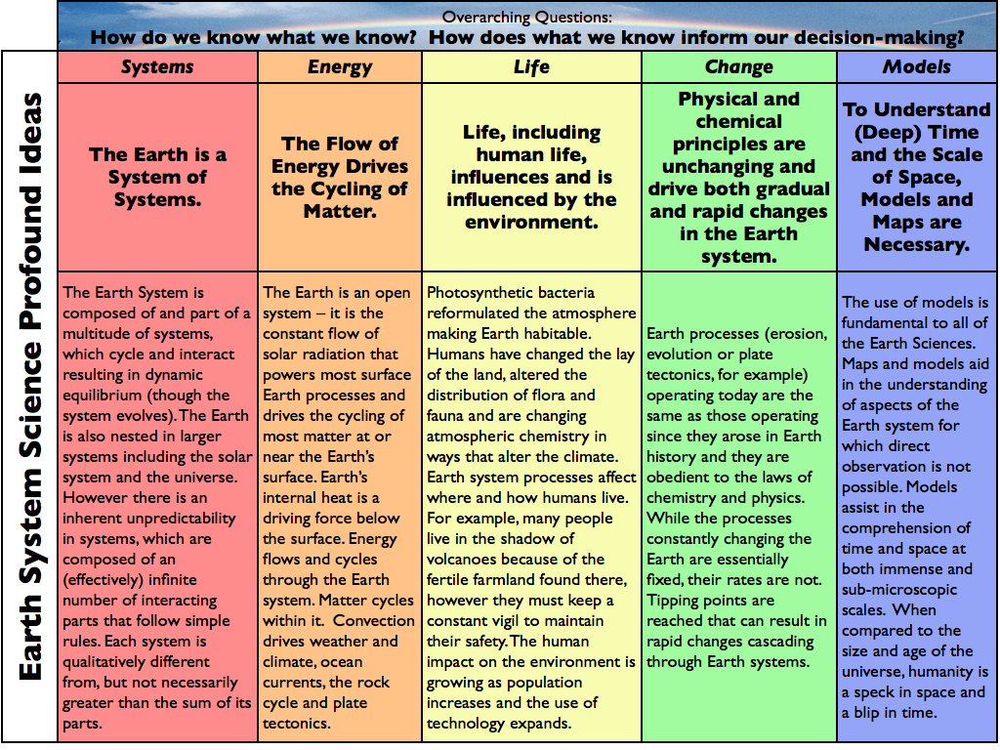 Overarching Questions:
How do we know what we know?  How does what we know inform our decision-making?
Earth System Science Profound Ideas
Systems
Energy
Life
Change
Models
The Earth is a
System of
Systems.
The Flow of
Energy Drives
the Cycling of
Matter.
Life, including
human life,
influences and is
influenced by the
environment.
Physical and
chemical
principles are
unchanging and
drive both gradual
and rapid changes
in the Earth
system.
To Understand
(Deep) Time
and the Scale
of Space,
Models and
Maps are
Necessary.
The Earth System is
composed of and part of a
multitude of systems,
which cycle and interact
resulting in dynamic
equilibrium (though the
system evolves). The Earth
is also nested in larger
systems including the solar
system and the universe.
However there is an
inherent unpredictability
in systems, which are
composed of an
(effectively) infinite
number of interacting
parts that follow simple
rules. Each system is
qualitatively different
from, but not necessarily
greater than the sum of its
parts.
The Earth is an open
system – it is the
constant flow of
solar radiation that
powers most surface
Earth processes and
drives the cycling of
most matter at or
near the Earth's
surface. Earth's
internal heat is a
driving force below
the surface. Energy
flows and cycles
through the Earth
system. Matter cycles
within it.  Convection
drives weather and
climate, ocean
currents, the rock
cycle and plate
tectonics.
Photosynthetic bacteria
reformulated the atmosphere
making Earth habitable.
Humans have changed the lay
of the land, altered the
distribution of flora and
fauna and are changing
atmospheric chemistry in
ways that alter the climate.
Earth system processes affect
where and how humans live.
For example, many people
live in the shadow of
volcanoes because of the
fertile farmland found there,
however they must keep a
constant vigil to maintain
their safety. The human
impact on the environment is
growing as population
increases and the use of
technology expands.
Earth processes (erosion,
evolution or plate
tectonics, for example)
operating today are the
same as those operating
since they arose in Earth
history and they are
obedient to the laws of
chemistry and physics.
While the processes
constantly changing the
Earth are essentially
fixed, their rates are not.
Tipping points are
reached that can result in
rapid changes cascading
through Earth systems.
The use of models is
fundamental to all of
the Earth Sciences.
Maps and models aid
in the understanding
of aspects of the
Earth system for
which direct
observation is not
possible. Models
assist in the
comprehension of
time and space at
both immense and
sub-microscopic
scales.  When
compared to the
size and age of the
universe, humanity is
a speck in space and
a blip in time.